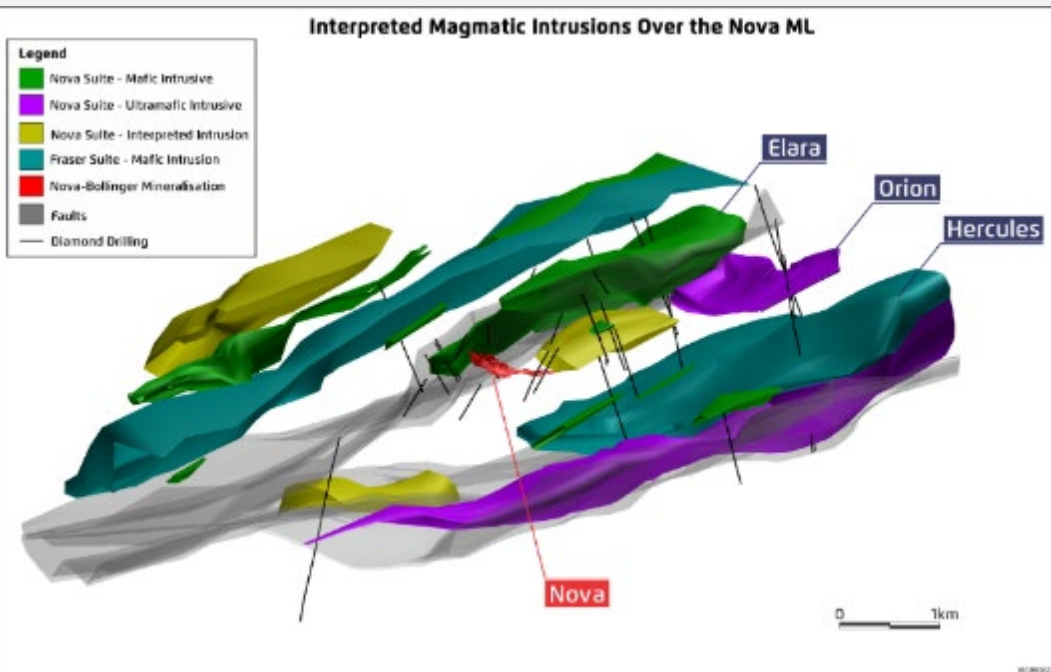 Interpreted Magmatic Intrusions Over the Nova ML
Legend
Nova Suite - Mafic Intrusive
Nova Suite - Ultramafic Intrusive
Nova Suite - Interpreted Intrusion
Fraser Suite - Mafic Intrusion
Nova-Bollinger Mineralisation
Faults
Diamond Drilling
Elara
Orion
Hercules
Nova
0 1km